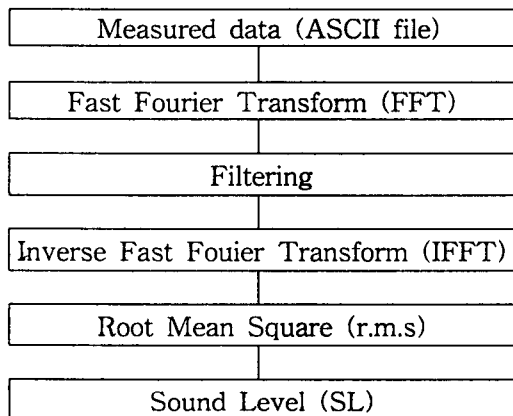 Measured data (ASCII file)
Fast Fourier Transform (FFT)
Filtering
Inverse Fast Fouier Transform (IFFT)
Root Mean Square (r.m.s)
Sound Level (SL)